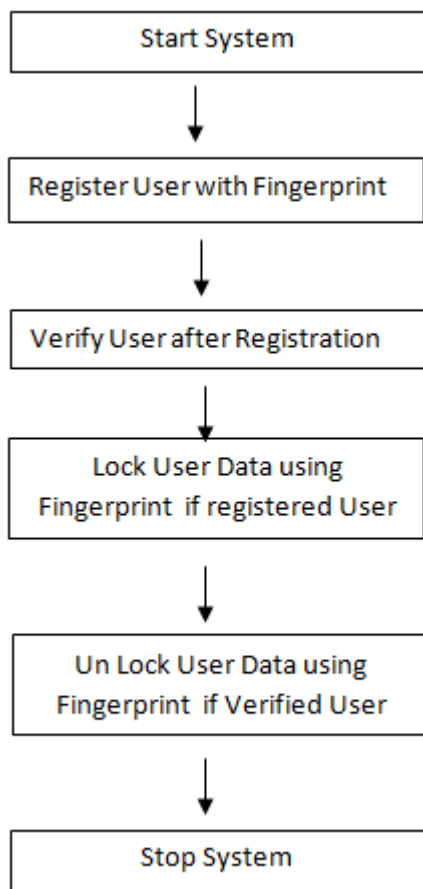 Start System
Register User with Fingerprint
Verify User after Registration
Lock User Data using
Fingerprint if registered User
Un Lock User Data using
Fingerprint if Verified User
Stop System